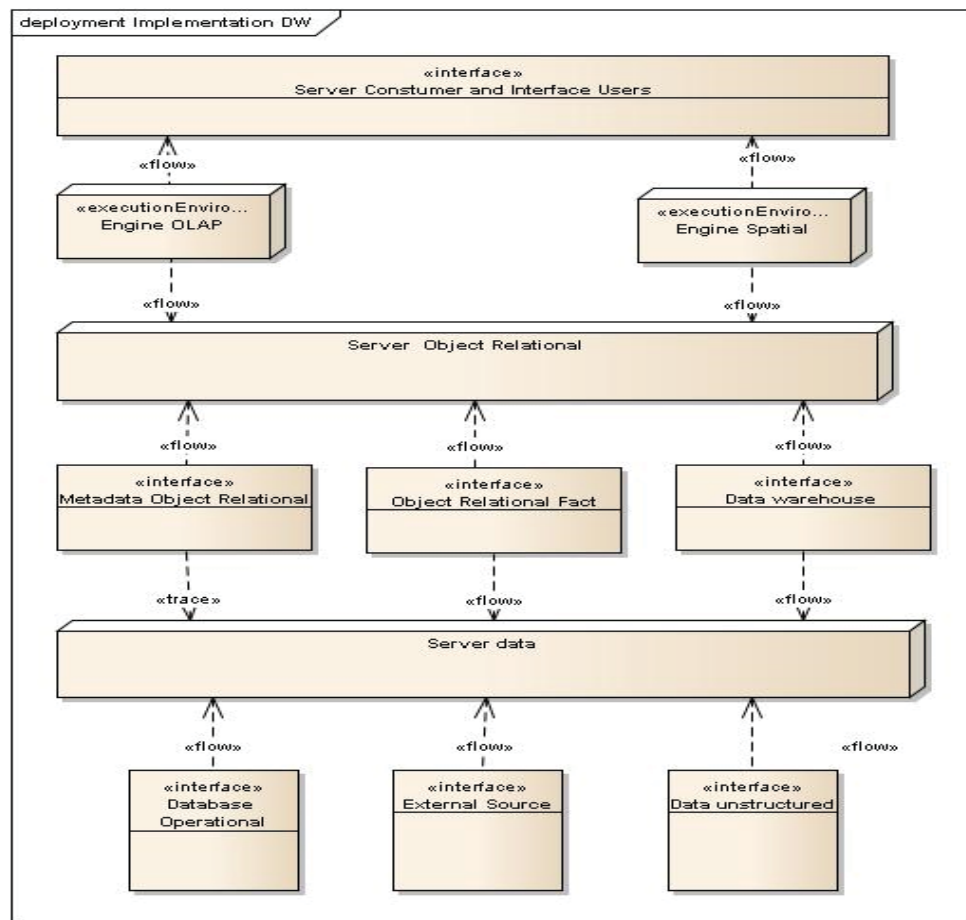 deployment Implementation DW
«interface»
Server Constumer and Interface Users
«flow» «flow»
«executionEnviro...
Engine OLAP
«executionEnviro...
Engine Spatial
«flow» «flow»
Server Object Relational
«flow» «flow» «flow»
«interface»
Metadata Object Relational
«interface»
Object Relational Fact
«interface»
Data warehouse
«trace» «flow» «flow»
Server data
«flow» «flow» «flow»
«interface»
Database
Operational
«interface»
External Source
«interface»
Data unstructured